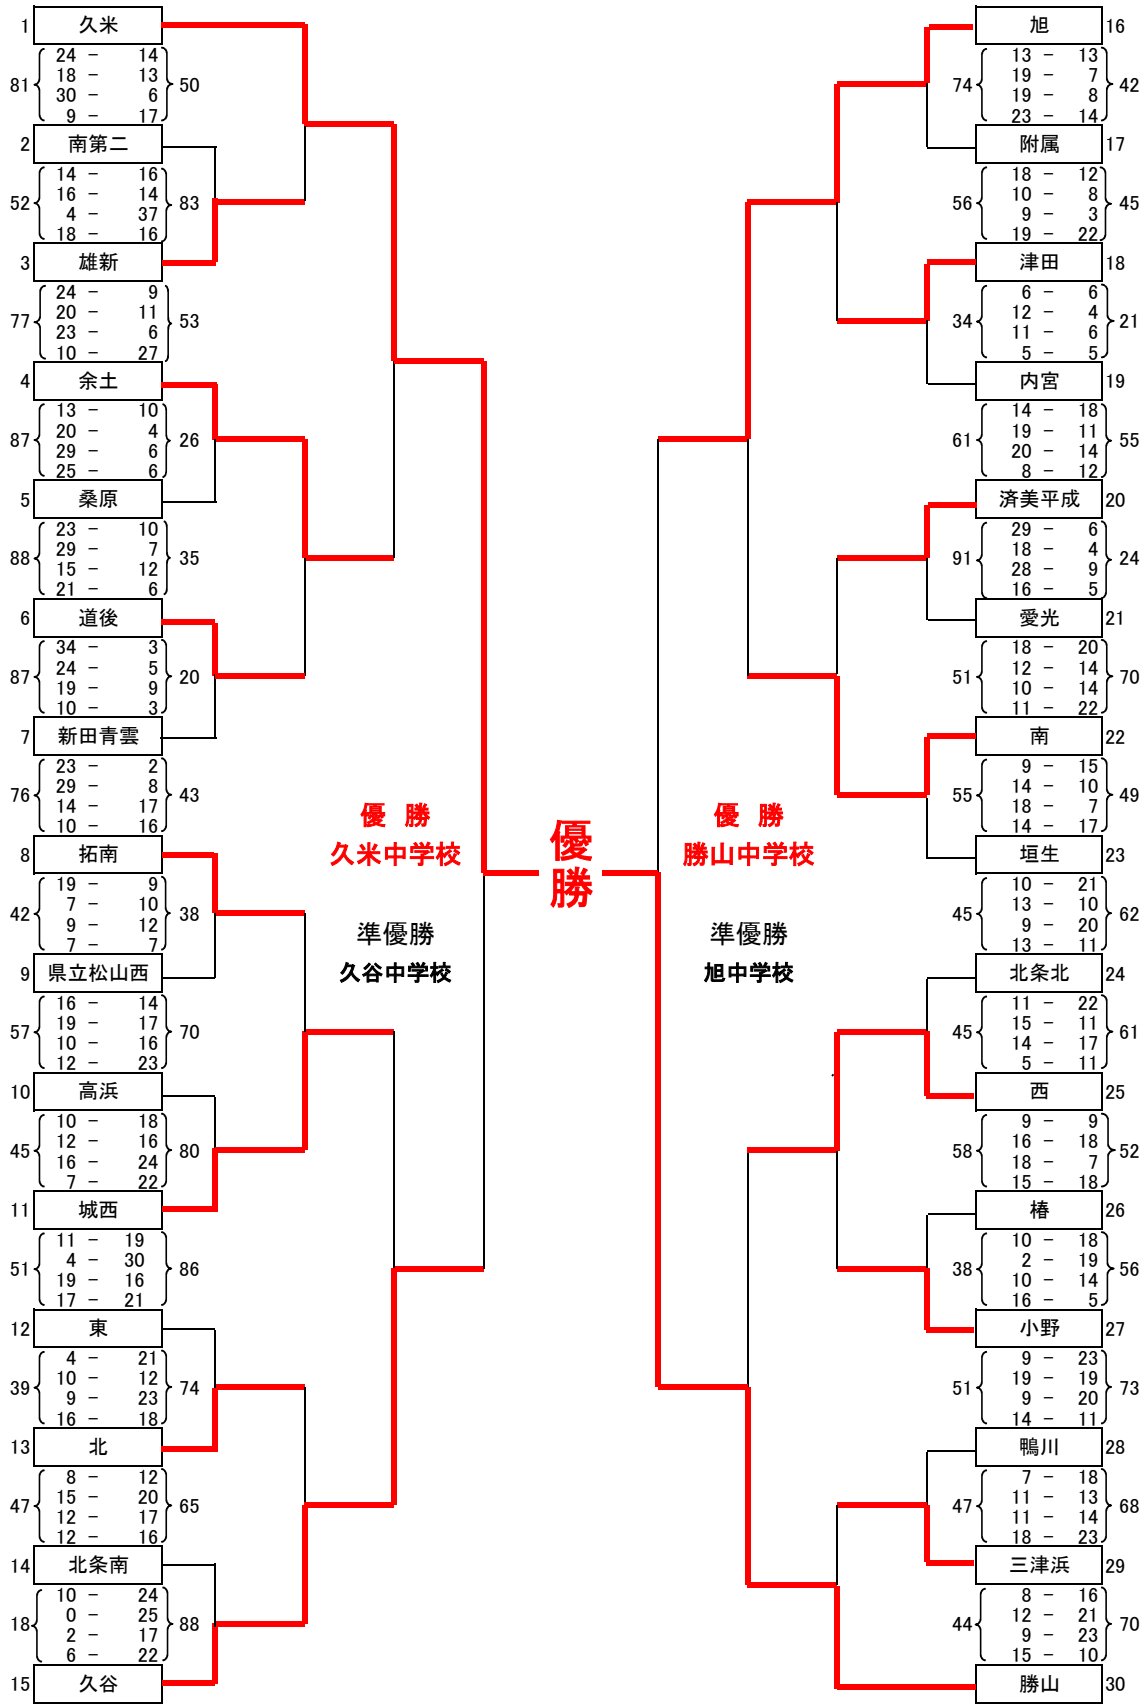 1 久米
24 - 14
18 - 13
81 50
30 - 6
9 - 17
2 南第二
14 - 16
16 - 14
52 83
4 - 37
18 - 16
3 雄新
24 - 9
20 - 11
77 53
23 - 6
10 - 27
4 余土
13 - 10
20 - 4
87 26
29 - 6
25 - 6
5 桑原
23 - 10
29 - 7
88 35
15 - 12
21 - 6
6 道後
34 - 3
24 - 5
87 20
19 - 9
10 - 3
7 新田青雲
23 - 2
29 - 8
76 43
14 - 17
10 - 16
8 拓南
19 - 9
7 - 10
42 38
9 - 12
7 - 7
9 県立松山西
16 - 14
19 - 17
57 70
10 - 16
12 - 23
10 高浜
10 - 18
12 - 16
45 80
16 - 24
7 - 22
11 城西
11 - 19
4 - 30
51 86
19 - 16
17 - 21
12 東
4 - 21
10 - 12
39 74
9 - 23
16 - 18
13 北
8 - 12
15 - 20
47 65
12 - 17
12 - 16
14 北条南
10 - 24
0 - 25
18 88
2 - 17
6 - 22
15 久谷
優 勝
久米中学校
準優勝
久谷中学校
優
勝
優 勝
勝山中学校
準優勝
旭中学校
旭 16
13 - 13
19 - 7
74 42
19 - 8
23 - 14
附属 17
18 - 12
10 - 8
56 45
9 - 3
19 - 22
津田 18
6 - 6
12 - 4
34 21
11 - 6
5 - 5
内宮 19
14 - 18
19 - 11
61 55
20 - 14
8 - 12
済美平成 20
29 - 6
18 - 4
91 24
28 - 9
16 - 5
愛光 21
18 - 20
12 - 14
51 70
10 - 14
11 - 22
南 22
9 - 15
14 - 10
55 49
18 - 7
14 - 17
垣生 23
10 - 21
13 - 10
45 62
9 - 20
13 - 11
北条北 24
11 - 22
15 - 11
45 61
14 - 17
5 - 11
西 25
9 - 9
16 - 18
58 52
18 - 7
15 - 18
椿 26
10 - 18
2 - 19
38 56
10 - 14
16 - 5
小野 27
9 - 23
19 - 19
51 73
9 - 20
14 - 11
鴨川 28
7 - 18
11 - 13
47 68
11 - 14
18 - 23
三津浜 29
8 - 16
12 - 21
44 70
9 - 23
15 - 10
勝山 30